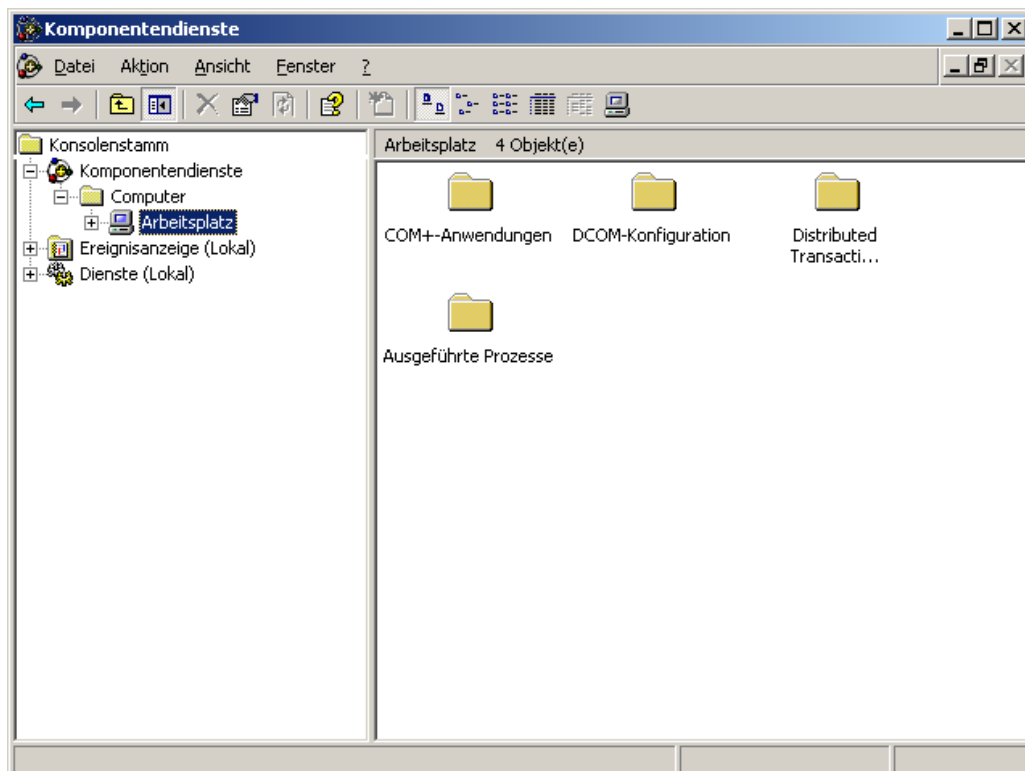 Komponentendienste
Datei Aktion Ansicht Fenster ?
Konsolenstamm
Komponentendienste
Computer
Arbeitsplatz
Ereignisanzeige (Lokal)
Dienste (Lokal)
Arbeitsplatz 4 Objekt(e)
COM+-Anwendungen
DCOM-Konfiguration
Distributed
Transacti...
Ausgeführte Prozesse